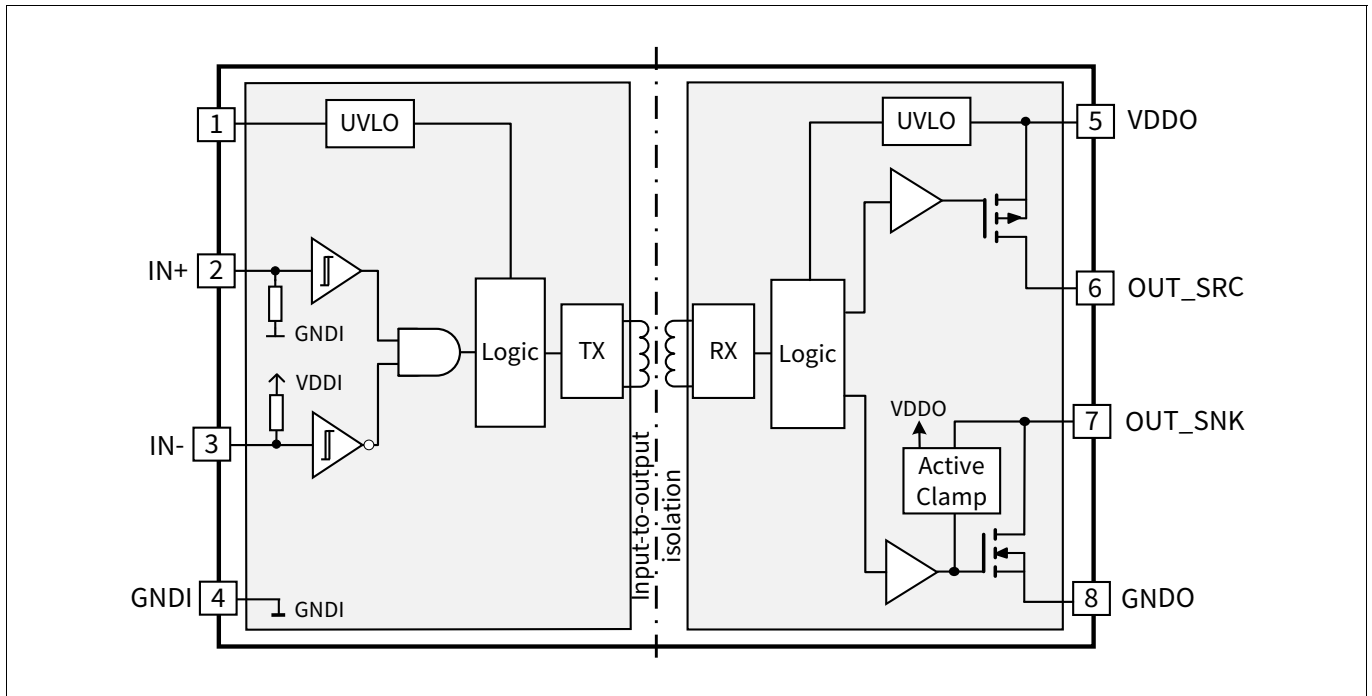 1
UVLO
UVLO
5
VDDO
IN+
2
GNDI
6
OUT_SRC
Logic
TX
RX
Logic
VDDI
IN-
3
VDDO
7
OUT_SNK
Active
Clamp
Input-to-output
isolation
GNDI
4
GNDI
8
GNDO